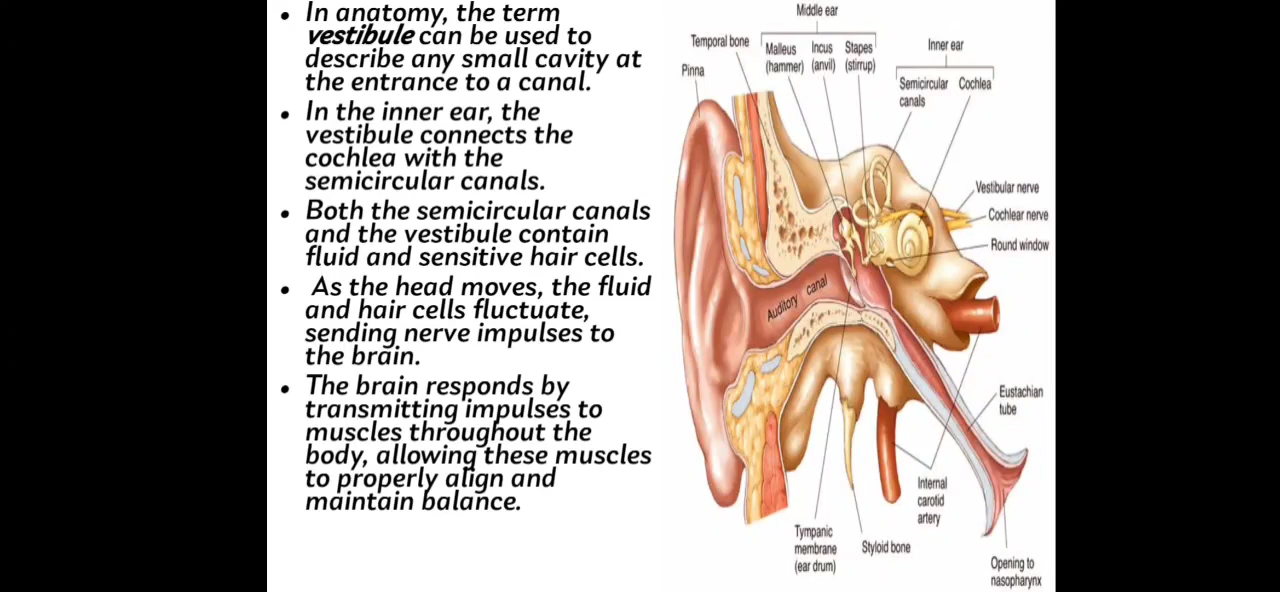 • In anatomy, the term
vestibule can be used to
describe any small cavity at
the entrance to a canal.
• In the inner ear, the
vestibule connects the
cochlea with the
semicircular canals.
• Both the semicircular canals
and the vestibule contain
fluid and sensitive hair cells.
• As the head moves, the fluid
and hair cells fluctuate,
sending nerve impulses to
the brain.
• The brain responds by
transmitting impulses to
muscles throughout the
body, allowing these muscles
to properly align and
maintain balance.
Middle ear
Temporal bone
Malleus
(hammer)
Incus
(anvil)
Stapes
(stirrup)
Inner ear
Pinna
Semicircular
canals
Cochlea
Vestibular nerve
Cochlear nerve
Round window
Auditory canal
Eustachian
tube
Internal
carotid
artery
Tympanic
membrane
(ear drum)
Styloid bone
Opening to
nasopharynx